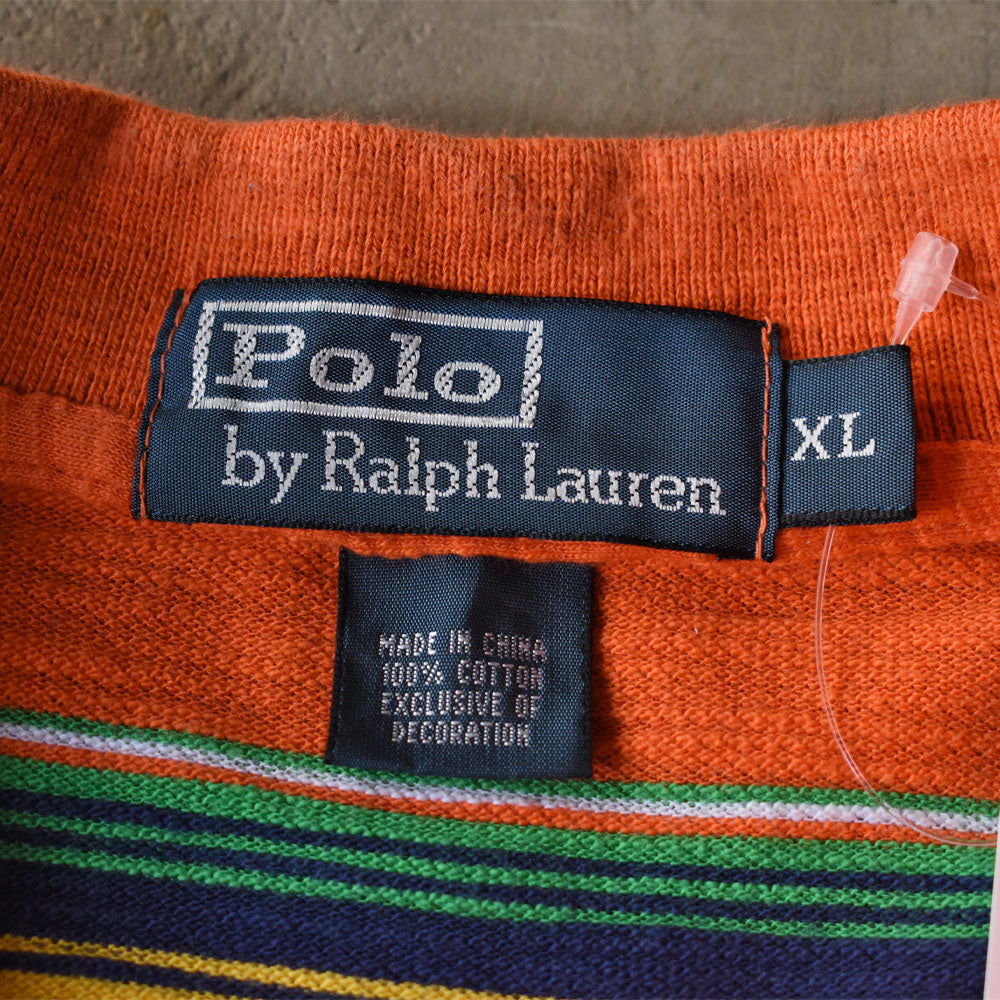 Polo
by Ralph Lauren
XL
MADE IN CHINA
100% COTTON
EXCLUSIVE OF
DECORATION